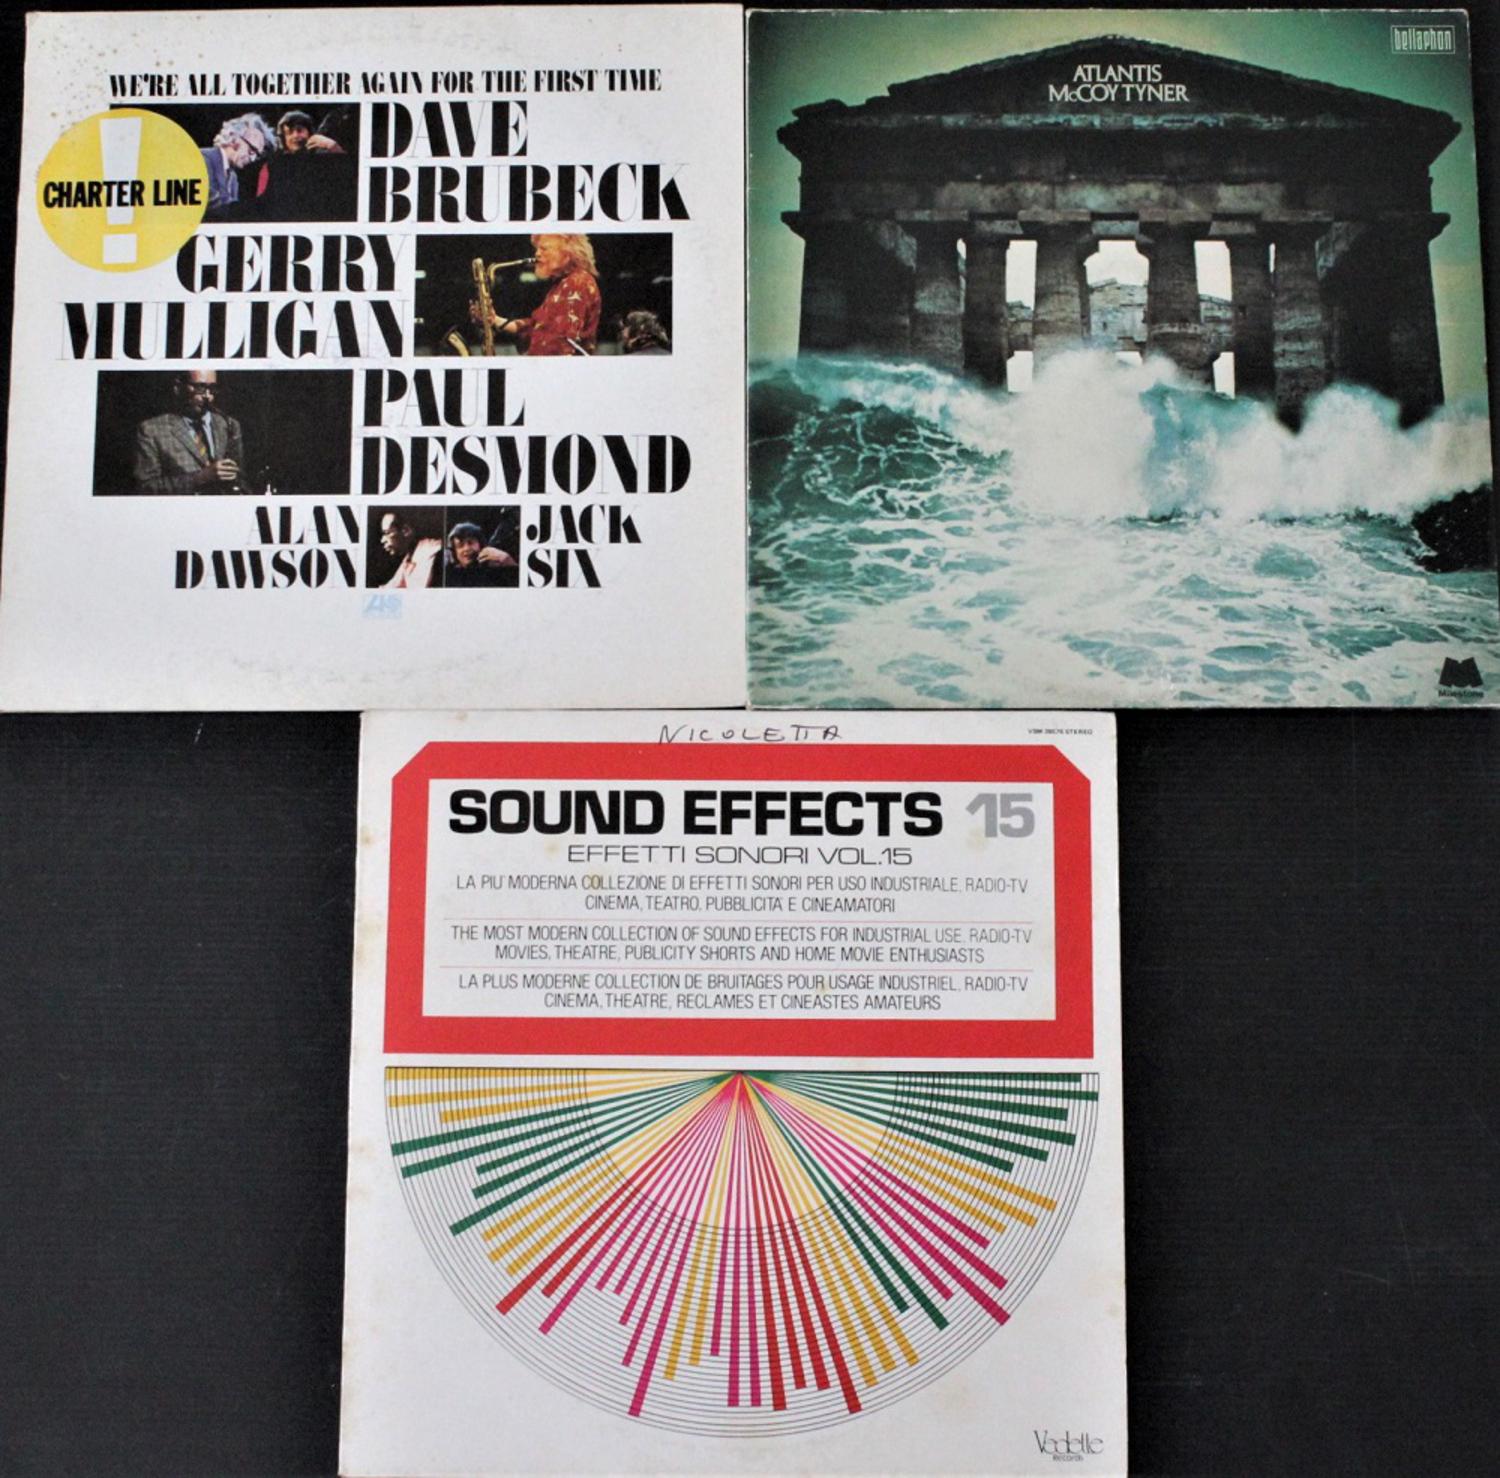 WE'RE ALL TOGETHER AGAIN FOR THE FIRST TIME
DAVE
BRUBECK
CHARTER LINE
GERRY
MULLIGAN
PAUL
DESMOND
ALAN
DAWSON
JACK
SIX
bellaphon
ATLANTIS
McCOY TYNER
Milestone
NICOLETTA
SOUND EFFECTS 15
EFFETTI SONORI VOL.15
LA PIU' MODERNA COLLEZIONE DI EFFETTI SONORI PER USO INDUSTRIALE, RADIO-TV
CINEMA, TEATRO, PUBBLICITA' E CINEAMATORI
THE MOST MODERN COLLECTION OF SOUND EFFECTS FOR INDUSTRIAL USE, RADIO-TV
MOVIES, THEATRE, PUBLICITY SHORTS AND HOME MOVIE ENTHUSIASTS
LA PLUS MODERNE COLLECTION DE BRUITAGES POUR USAGE INDUSTRIEL, RADIO-TV
CINEMA, THEATRE, RECLAMES ET CINEASTES AMATEURS
Vedette
Records